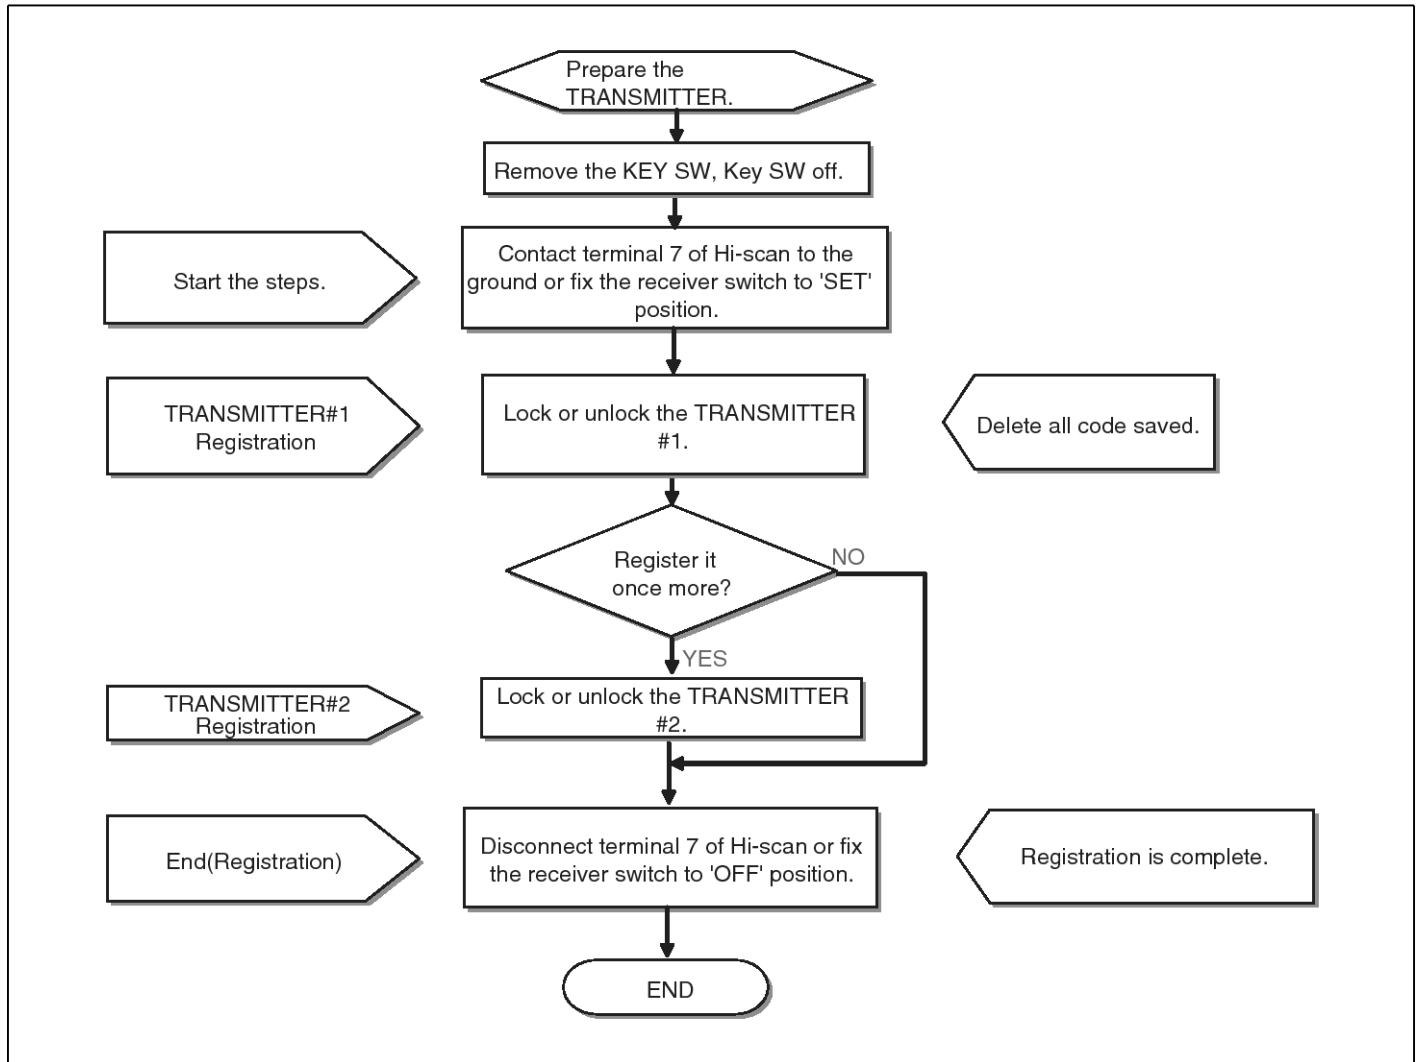 Prepare the
TRANSMITTER.
Remove the KEY SW, Key SW off.
Start the steps.
Contact terminal 7 of Hi-scan to the
ground or fix the receiver switch to 'SET'
position.
TRANSMITTER#1
Registration
Lock or unlock the TRANSMITTER
#1.
Delete all code saved.
Register it
once more?
NO
YES
TRANSMITTER#2
Registration
Lock or unlock the TRANSMITTER
#2.
End(Registration)
Disconnect terminal 7 of Hi-scan or fix
the receiver switch to 'OFF' position.
Registration is complete.
END